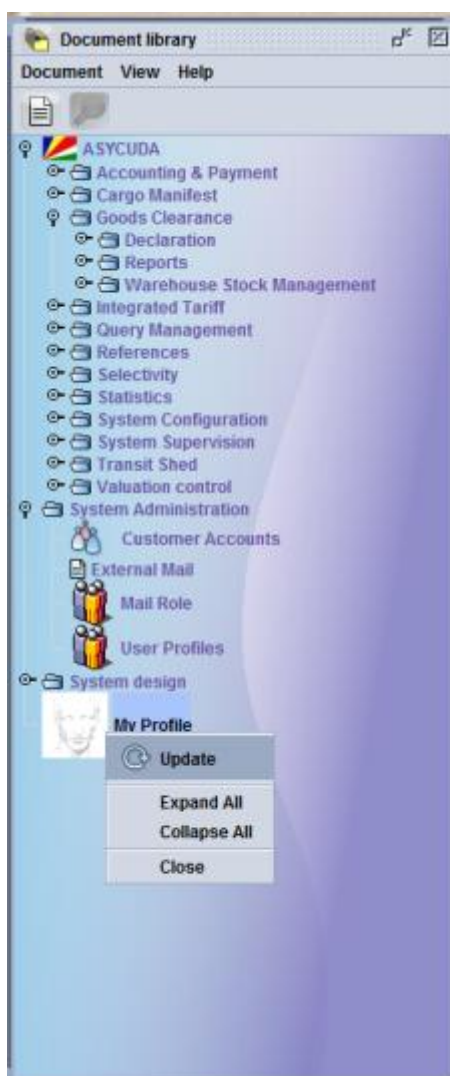 Document library
Document View Help
ASYCUDA
Accounting & Payment
Cargo Manifest
Goods Clearance
Declaration
Reports
Warehouse Stock Management
Integrated Tariff
Query Management
References
Selectivity
Statistics
System Configuration
System Supervision
Transit Shed
Valuation control
System Administration
Customer Accounts
External Mail
Mail Role
User Profiles
System design
My Profile
Update
Expand All
Collapse All
Close